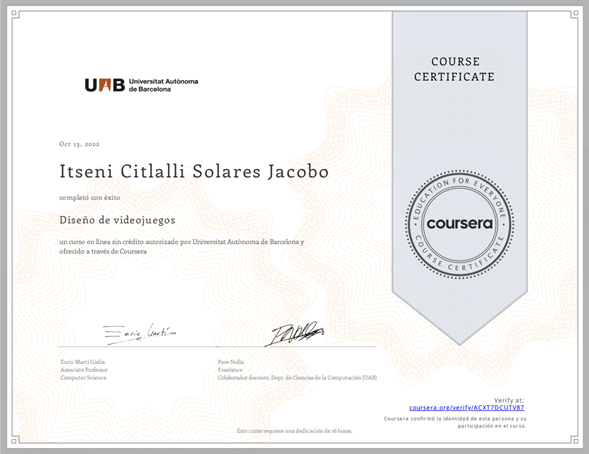 COURSE
CERTIFICATE
UAB Universitat Autònoma
de Barcelona
Oct 13, 2022
Itseni Citlalli Solares Jacobo
completó con éxito
Diseño de videojuegos
un curso en línea sin crédito autorizado por Universitat Autònoma de Barcelona y
ofrecido a través de Coursera
EDUCATION FOR EVERYONE
coursera
COURSE CERTIFICATE
Enric Martí Gòdia
Associate Professor
Computer Science
Pere Nolla
Freelance
Colaborador docente, Dept. de Ciencias de la Computación (UAB)
Verify at:
coursera.org/verify/ACXT7DCUTV87
Coursera confirmó la identidad de esta persona y su
participación en el curso.
Este curso requiere una dedicación de 16 horas.